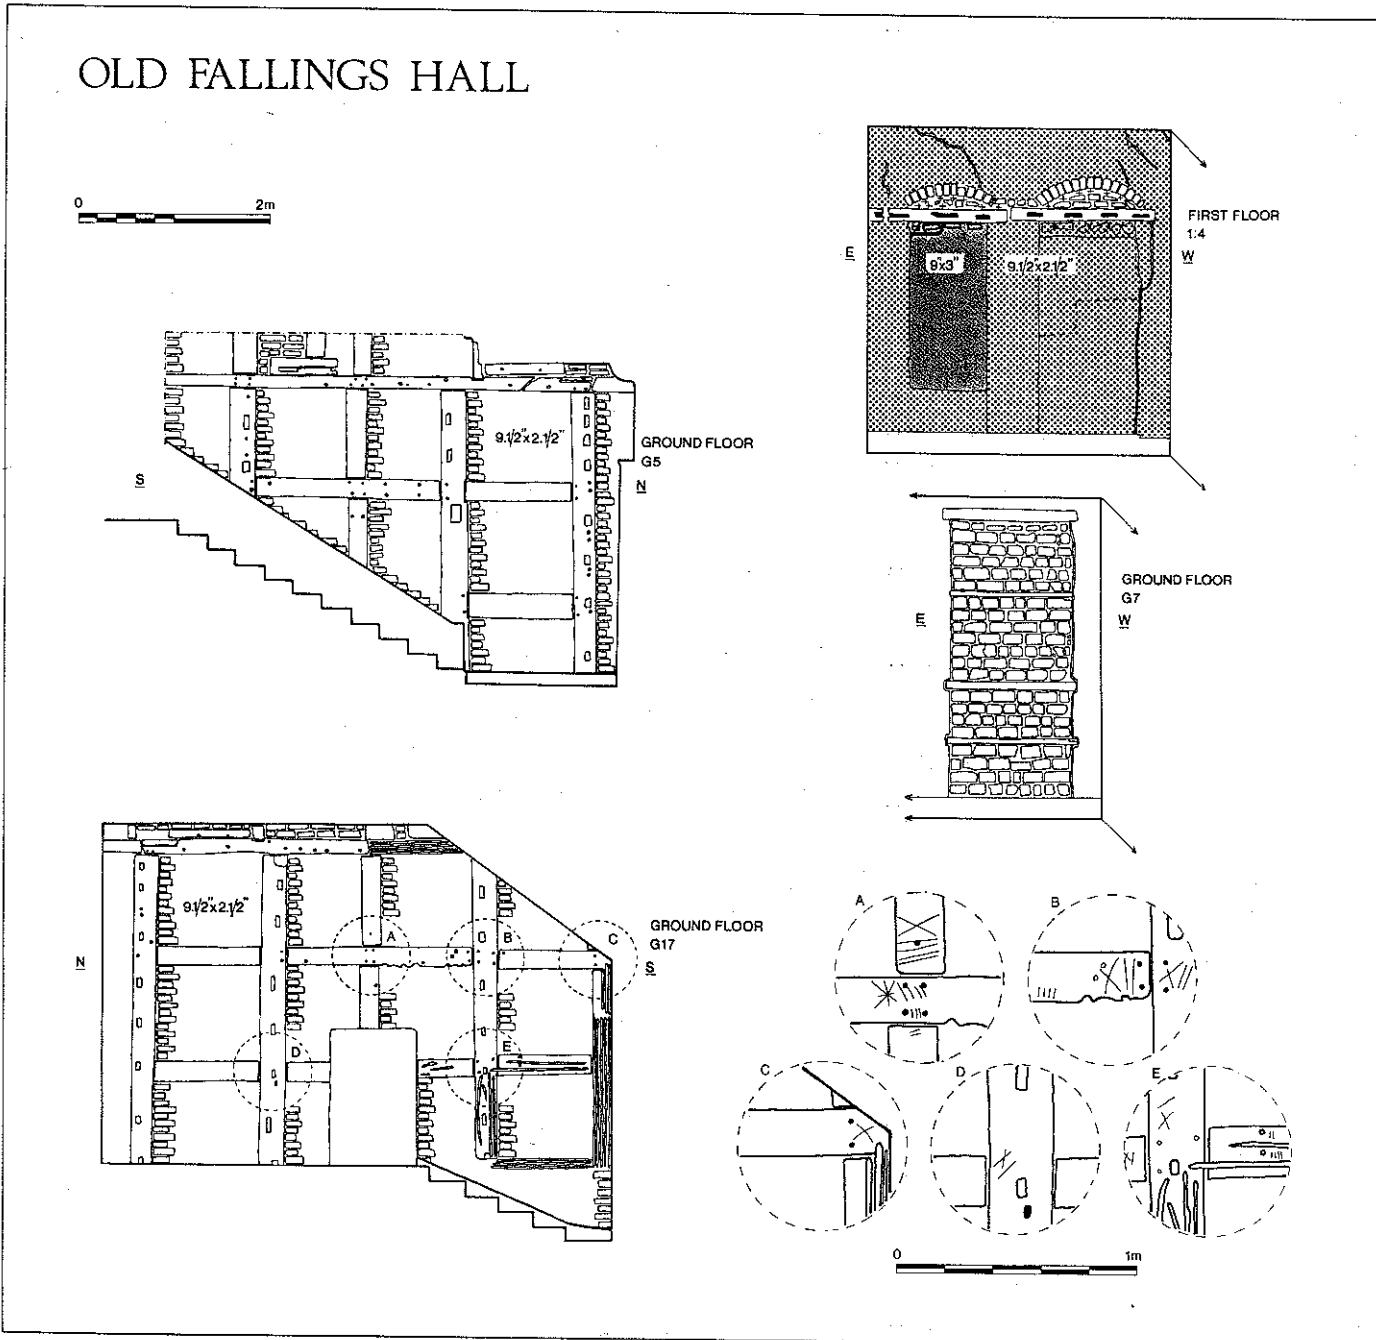 OLD FALLINGS HALL
0 2m
FIRST FLOOR
1:4
E
W
9"x3"
9.1/2"x2.1/2"
9.1/2"x2.1/2"
GROUND FLOOR
G5
S
N
GROUND FLOOR
G7
E
W
9.1/2"x2.1/2"
A
B
C
D
E
GROUND FLOOR
G17
N
S
A
B
C
D
E
0 1m